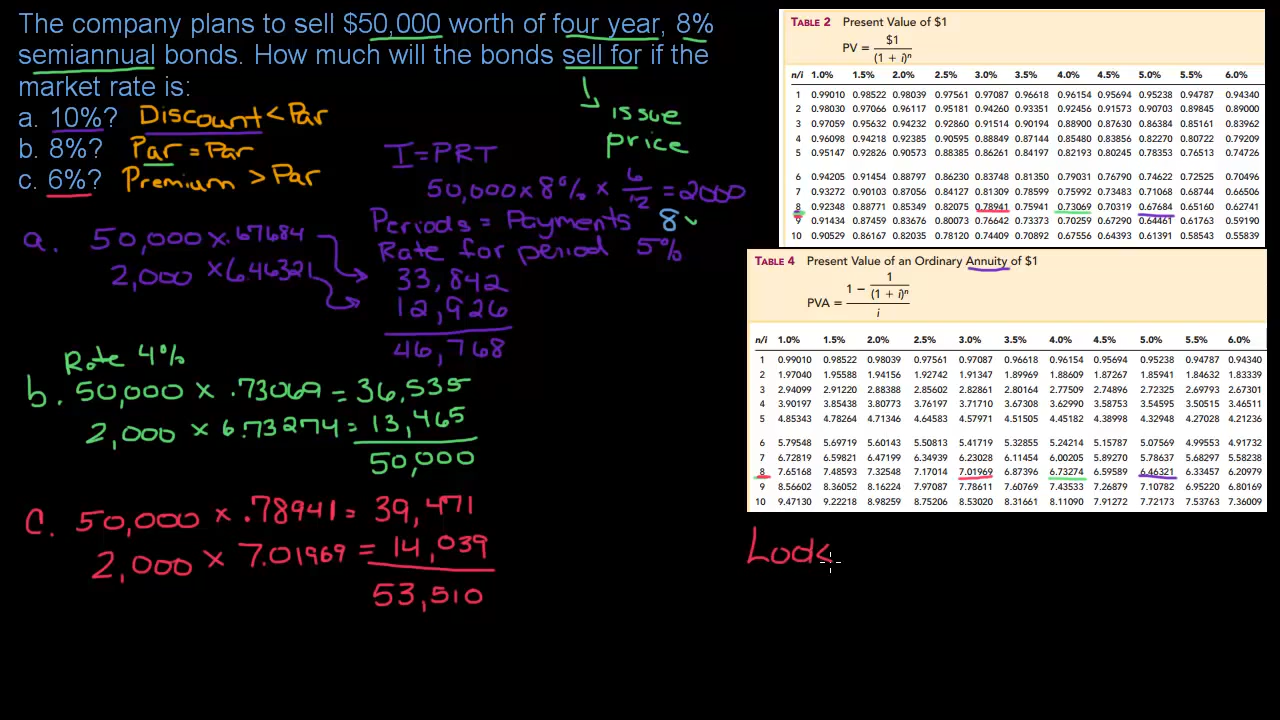 The company plans to sell $50,000 worth of four year, 8%
semiannual bonds. How much will the bonds sell for if the
market rate is:
a. 10%? Discount < Par
b. 8%? Par = Par
c. 6%? Premium > Par
issue
price
I = PRT
50,000 × 8% × 6/12 = 2000
Periods = Payments 8
Rate for period 5%
a. 50,000 × .67684
2,000 × 6.46321
33,842
12,926
46,768
Rate 4%
b. 50,000 × .73069 = 36,535
2,000 × 6.73274 = 13,465
50,000
c. 50,000 × .78941 = 39,471
2,000 × 7.01969 = 14,039
53,510
TABLE 2 Present Value of $1
PV = $1 / (1 + i)^n
n/i 1.0% 1.5% 2.0% 2.5% 3.0% 3.5% 4.0% 4.5% 5.0% 5.5% 6.0%
1 0.99010 0.98522 0.98039 0.97561 0.97087 0.96618 0.96154 0.95694 0.95238 0.94787 0.94340
2 0.98030 0.97066 0.96117 0.95181 0.94260 0.93351 0.92456 0.91573 0.90703 0.89845 0.89000
3 0.97059 0.95632 0.94232 0.92860 0.91514 0.90194 0.88900 0.87630 0.86384 0.85161 0.83962
4 0.96098 0.94218 0.92385 0.90595 0.88849 0.87144 0.85480 0.83856 0.82270 0.80722 0.79209
5 0.95147 0.92826 0.90573 0.88385 0.86261 0.84197 0.82193 0.80245 0.78353 0.76513 0.74726
6 0.94205 0.91454 0.88797 0.86230 0.83748 0.81350 0.79031 0.76790 0.74622 0.72525 0.70496
7 0.93272 0.90103 0.87056 0.84127 0.81309 0.78599 0.75992 0.73483 0.71068 0.68744 0.66506
8 0.92348 0.88771 0.85349 0.82075 0.78941 0.75941 0.73069 0.70319 0.67684 0.65160 0.62741
9 0.91434 0.87459 0.83676 0.80073 0.76642 0.73373 0.70259 0.67290 0.64461 0.61763 0.59190
10 0.90529 0.86167 0.82035 0.78120 0.74409 0.70892 0.67556 0.64393 0.61391 0.58543 0.55839
TABLE 4 Present Value of an Ordinary Annuity of $1
PVA = 1 − 1 / (1 + i)^n / i
n/i 1.0% 1.5% 2.0% 2.5% 3.0% 3.5% 4.0% 4.5% 5.0% 5.5% 6.0%
1 0.99010 0.98522 0.98039 0.97561 0.97087 0.96618 0.96154 0.95694 0.95238 0.94787 0.94340
2 1.97040 1.95588 1.94156 1.92742 1.91347 1.89969 1.88609 1.87267 1.85941 1.84632 1.83339
3 2.94099 2.91220 2.88388 2.85602 2.82861 2.80164 2.77509 2.74896 2.72325 2.69793 2.67301
4 3.90197 3.85438 3.80773 3.76197 3.71710 3.67308 3.62990 3.58753 3.54595 3.50515 3.46511
5 4.85343 4.78264 4.71346 4.64583 4.57971 4.51505 4.45182 4.38998 4.32948 4.27028 4.21236
6 5.79548 5.69719 5.60143 5.50813 5.41719 5.32855 5.24214 5.15787 5.07569 4.99553 4.91732
7 6.72819 6.59821 6.47199 6.34939 6.23028 6.11454 6.00205 5.89270 5.78637 5.68297 5.58238
8 7.65168 7.48593 7.32548 7.17014 7.01969 6.87396 6.73274 6.59589 6.46321 6.33457 6.20979
9 8.56602 8.36052 8.16224 7.97087 7.78611 7.60769 7.43533 7.26879 7.10782 6.95220 6.80169
10 9.47130 9.22218 8.98259 8.75206 8.53020 8.31661 8.11090 7.91272 7.72173 7.53763 7.36009
Look